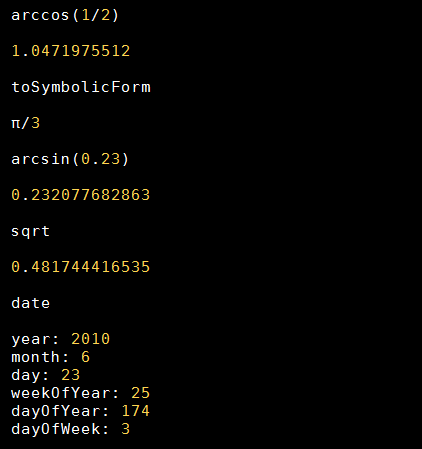 arccos(1/2)
1.0471975512
toSymbolicForm
π/3
arcsin(0.23)
0.232077682863
sqrt
0.481744416535
date
year: 2010
month: 6
day: 23
weekOfYear: 25
dayOfYear: 174
dayOfWeek: 3